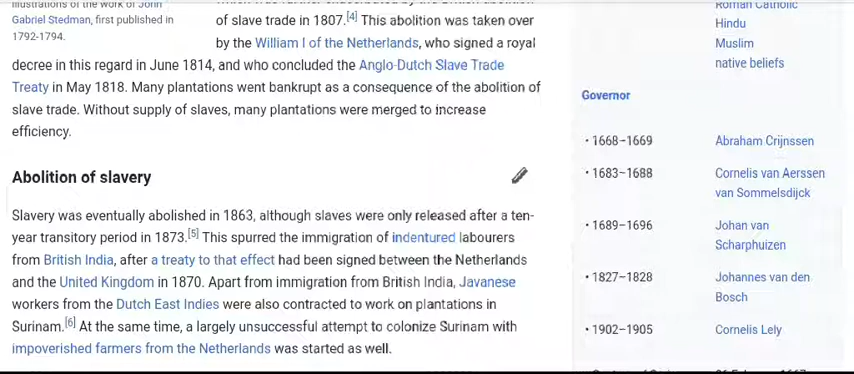 illustrations of the work of John
Gabriel Stedman, first published in
1792-1794.
of slave trade in 1807.[4] This abolition was taken over
by the William I of the Netherlands, who signed a royal
decree in this regard in June 1814, and who concluded the Anglo-Dutch Slave Trade
Treaty in May 1818. Many plantations went bankrupt as a consequence of the abolition of
slave trade. Without supply of slaves, many plantations were merged to increase
efficiency.
Abolition of slavery
Slavery was eventually abolished in 1863, although slaves were only released after a ten-
year transitory period in 1873.[5] This spurred the immigration of indentured labourers
from British India, after a treaty to that effect had been signed between the Netherlands
and the United Kingdom in 1870. Apart from immigration from British India, Javanese
workers from the Dutch East Indies were also contracted to work on plantations in
Surinam.[6] At the same time, a largely unsuccessful attempt to colonize Surinam with
impoverished farmers from the Netherlands was started as well.
Roman Catholic
Hindu
Muslim
native beliefs
Governor
• 1668–1669 Abraham Crijnssen
• 1683–1688 Cornelis van Aerssen
van Sommelsdijck
• 1689–1696 Johan van
Scharphuizen
• 1827–1828 Johannes van den
Bosch
• 1902–1905 Cornelis Lely